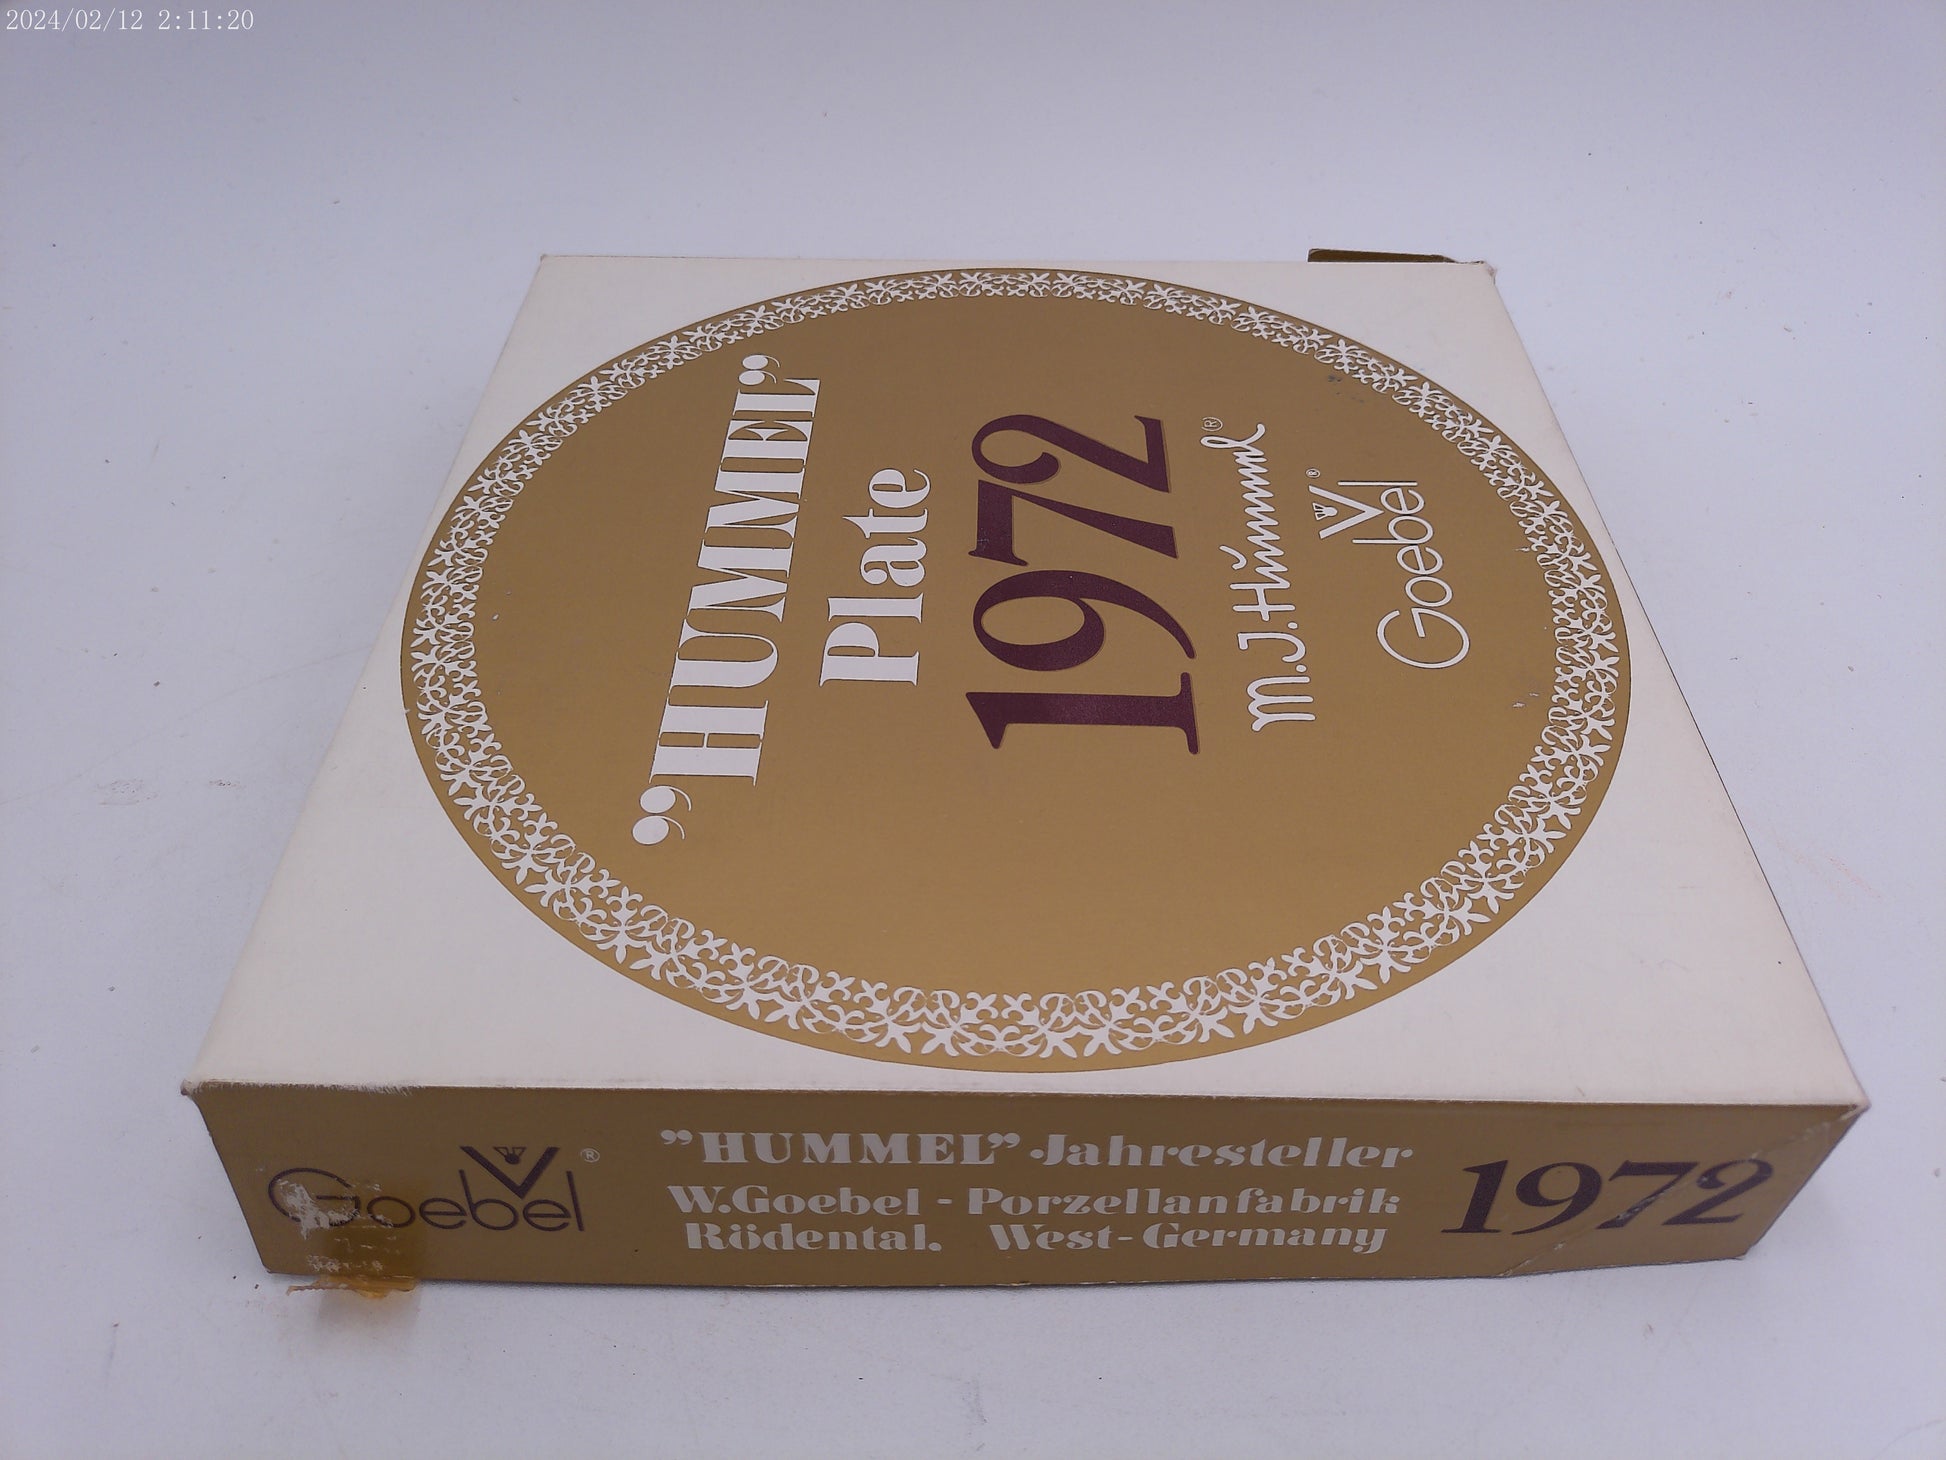 2024/02/12 2:11:20
”HUMMEL”
Plate
1972
M.J.Hummel®
V®
Goebel
Goebel ®
”HUMMEL” Jahresteller
W.Goebel - Porzellanfabrik
Rödental. West-Germany
1972